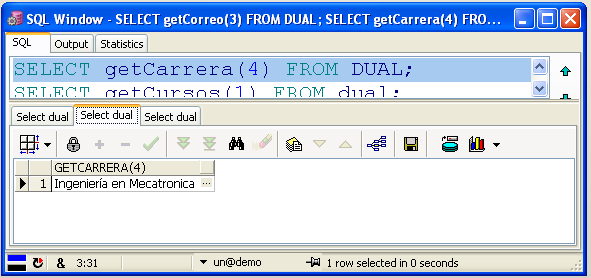 SQL Window - SELECT getCorreo(3) FROM DUAL; SELECT getCarrera(4) FRO...
SQL Output Statistics
SELECT getCarrera(4) FROM DUAL;
SELECT getCursos(1) FROM dual;
Select dual Select dual Select dual
GETCARRERA(4)
1 Ingeniería en Mecatronica ...
& 3:31 un@demo 1 row selected in 0 seconds